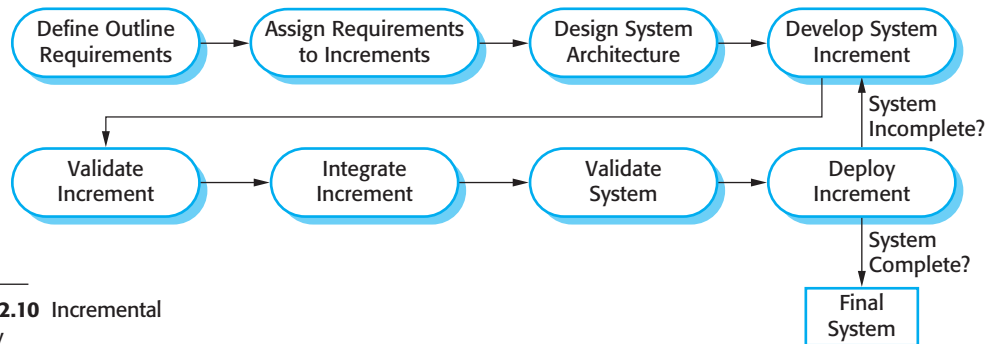 Define Outline
Requirements
Assign Requirements
to Increments
Design System
Architecture
Develop System
Increment
System
Incomplete?
Validate
Increment
Integrate
Increment
Validate
System
Deploy
Increment
System
Complete?
2.10 Incremental
Final
System